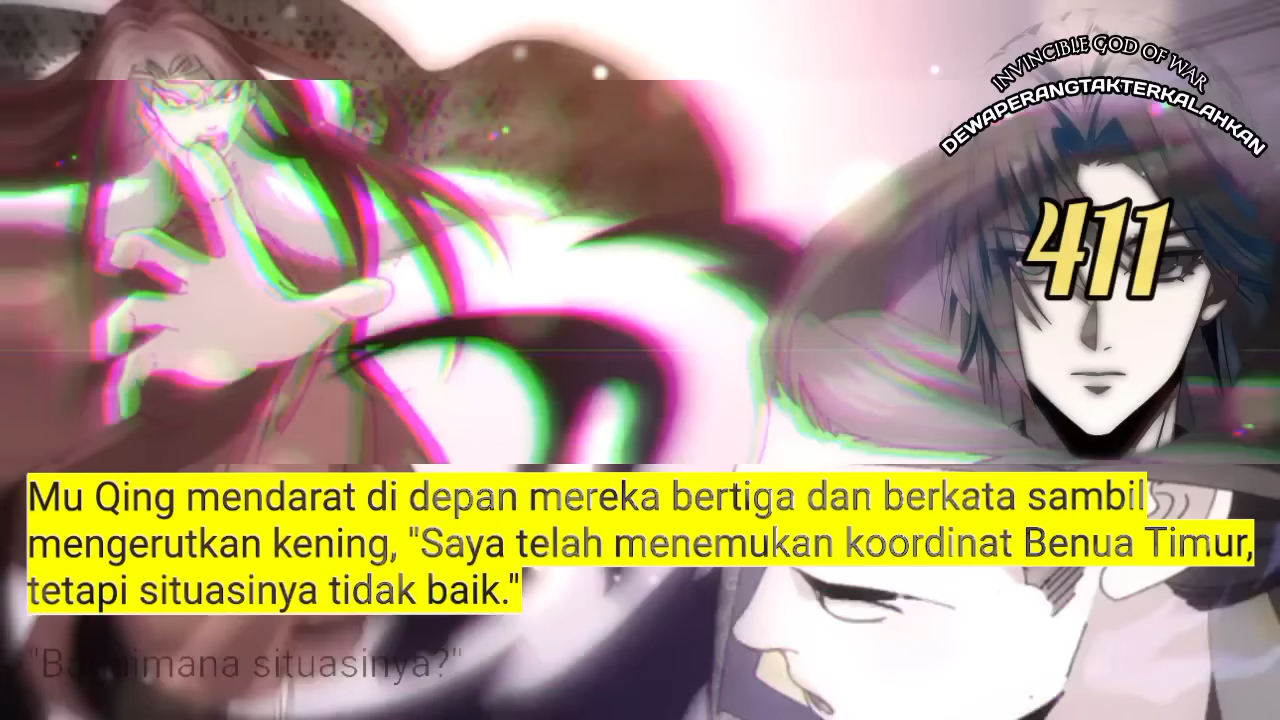 INVINCIBLE GOD OF WAR
DEWAPERANGTAKTERKALAHKAN
411
Mu Qing mendarat di depan mereka bertiga dan berkata sambil
mengerutkan kening, "Saya telah menemukan koordinat Benua Timur,
tetapi situasinya tidak baik."
"Bagaimana situasinya?"